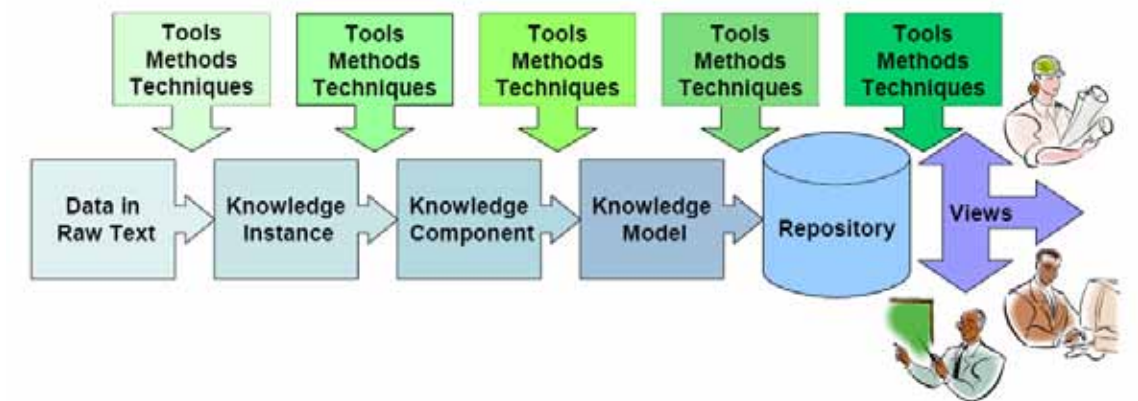 Tools
Methods
Techniques
Tools
Methods
Techniques
Tools
Methods
Techniques
Tools
Methods
Techniques
Tools
Methods
Techniques
Data in
Raw Text
Knowledge
Instance
Knowledge
Component
Knowledge
Model
Repository
Views